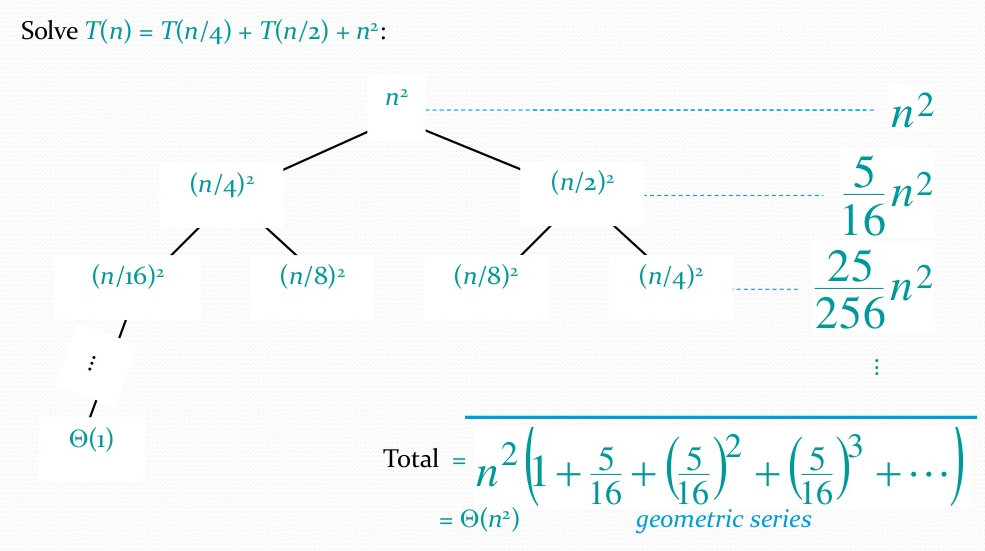 Solve T(n) = T(n/4) + T(n/2) + n²:
n² n²
(n/4)² (n/2)² 5/16 n²
(n/16)² (n/8)² (n/8)² (n/4)² 25/256 n²
⋮ ⋮
Θ(1)
Total = n²(1 + 5/16 + (5/16)² + (5/16)³ + ⋯)
= Θ(n²) geometric series